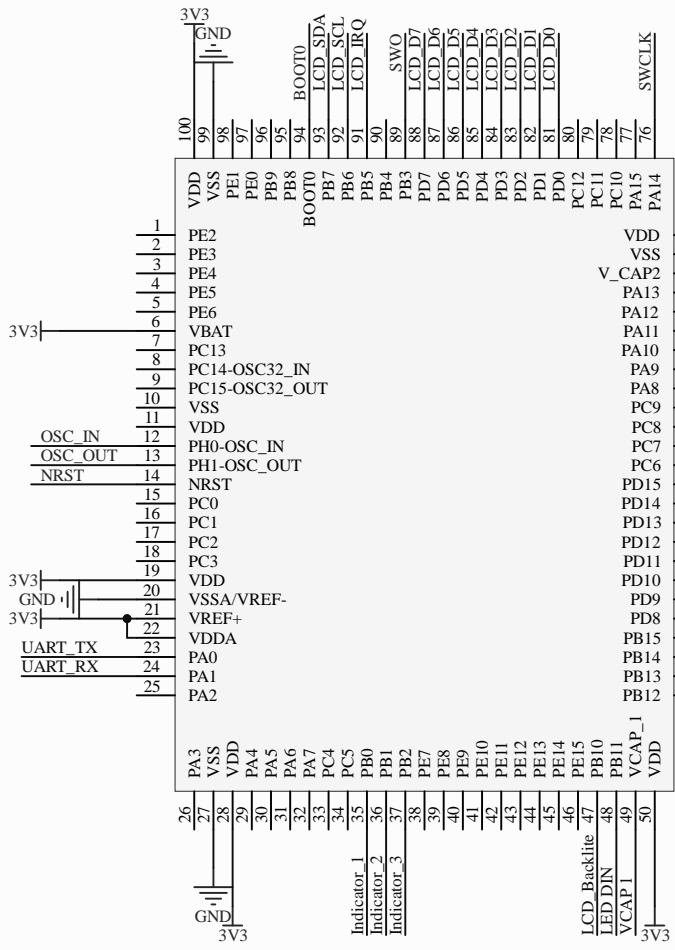 3V3
GND
BOOT0
LCD_SDA
LCD_SCL
LCD_IRQ
SWO
LCD_D7
LCD_D6
LCD_D5
LCD_D4
LCD_D3
LCD_D2
LCD_D1
LCD_D0
SWCLK
100 99 98 97 96 95 94 93 92 91 90 89 88 87 86 85 84 83 82 81 80 79 78 77 76
VDD VSS PE1 PE0 PB9 PB8 BOOT0 PB7 PB6 PB5 PB4 PB3 PD7 PD6 PD5 PD4 PD3 PD2 PD1 PD0 PC12 PC11 PC10 PA15 PA14
1 PE2 VDD
2 PE3 VSS
3 PE4 V_CAP2
4 PE5 PA13
5 PE6 PA12
3V3 6 VBAT PA11
7 PC13 PA10
8 PC14-OSC32_IN PA9
9 PC15-OSC32_OUT PA8
10 VSS PC9
11 VDD PC8
OSC_IN 12 PH0-OSC_IN PC7
OSC_OUT 13 PH1-OSC_OUT PC6
NRST 14 NRST PD15
15 PC0 PD14
16 PC1 PD13
17 PC2 PD12
18 PC3 PD11
3V3 19 VDD PD10
GND 20 VSSA/VREF- PD9
3V3 21 VREF+ PD8
22 VDDA PB15
UART_TX 23 PA0 PB14
UART_RX 24 PA1 PB13
25 PA2 PB12
PA3 VSS VDD PA4 PA5 PA6 PA7 PC4 PC5 PB0 PB1 PB2 PE7 PE8 PE9 PE10 PE11 PE12 PE13 PE14 PE15 PB10 PB11 VCAP_1 VDD
26 27 28 29 30 31 32 33 34 35 36 37 38 39 40 41 42 43 44 45 46 47 48 49 50
Indicator_1
Indicator_2
Indicator_3
LCD_Backlite
LED DIN
VCAP1
GND
3V3
3V3